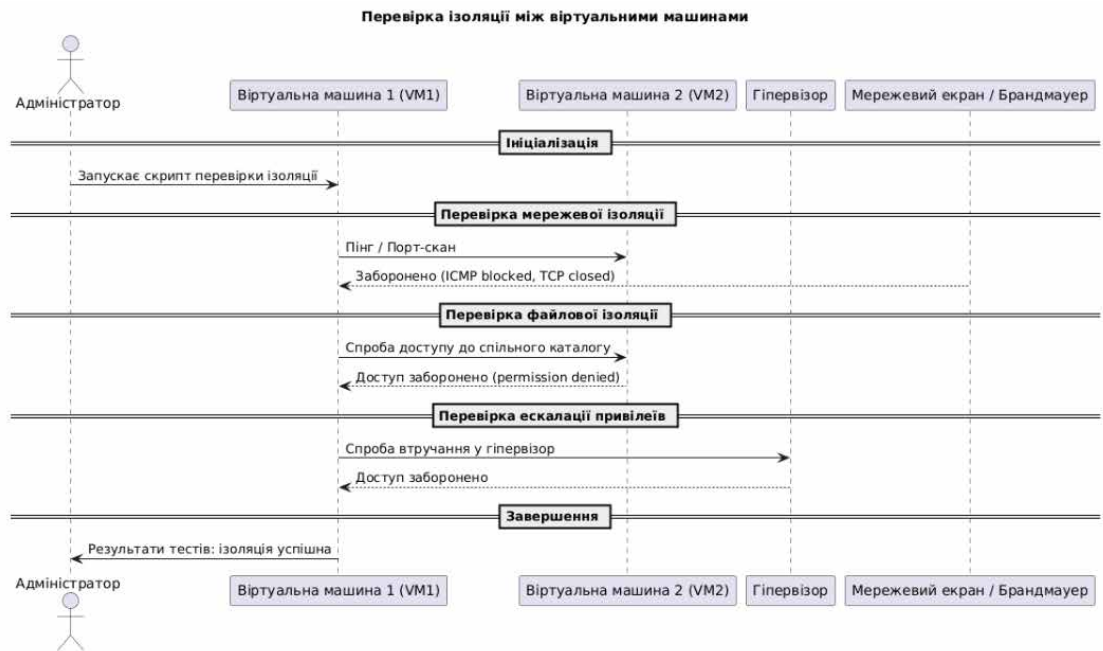 Перевірка ізоляції між віртуальними машинами
Адміністратор
Віртуальна машина 1 (VM1)
Віртуальна машина 2 (VM2)
Гіпервізор
Мережевий екран / Брандмауер
Ініціалізація
Запускає скрипт перевірки ізоляції
Перевірка мережевої ізоляції
Пінг / Порт-скан
Заборонено (ICMP blocked, TCP closed)
Перевірка файлової ізоляції
Спроба доступу до спільного каталогу
Доступ заборонено (permission denied)
Перевірка ескалації привілеїв
Спроба втручання у гіпервізор
Доступ заборонено
Завершення
Результати тестів: ізоляція успішна
Адміністратор
Віртуальна машина 1 (VM1)
Віртуальна машина 2 (VM2)
Гіпервізор
Мережевий екран / Брандмауер